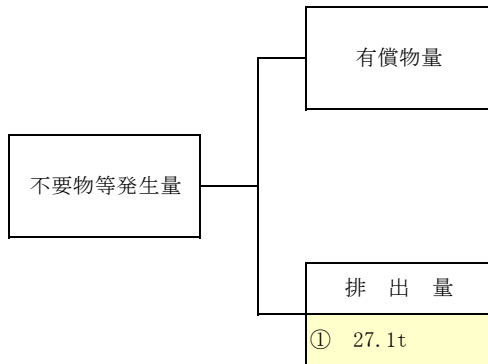 有償物量
不要物等発生量
排 出 量
① 27.1t